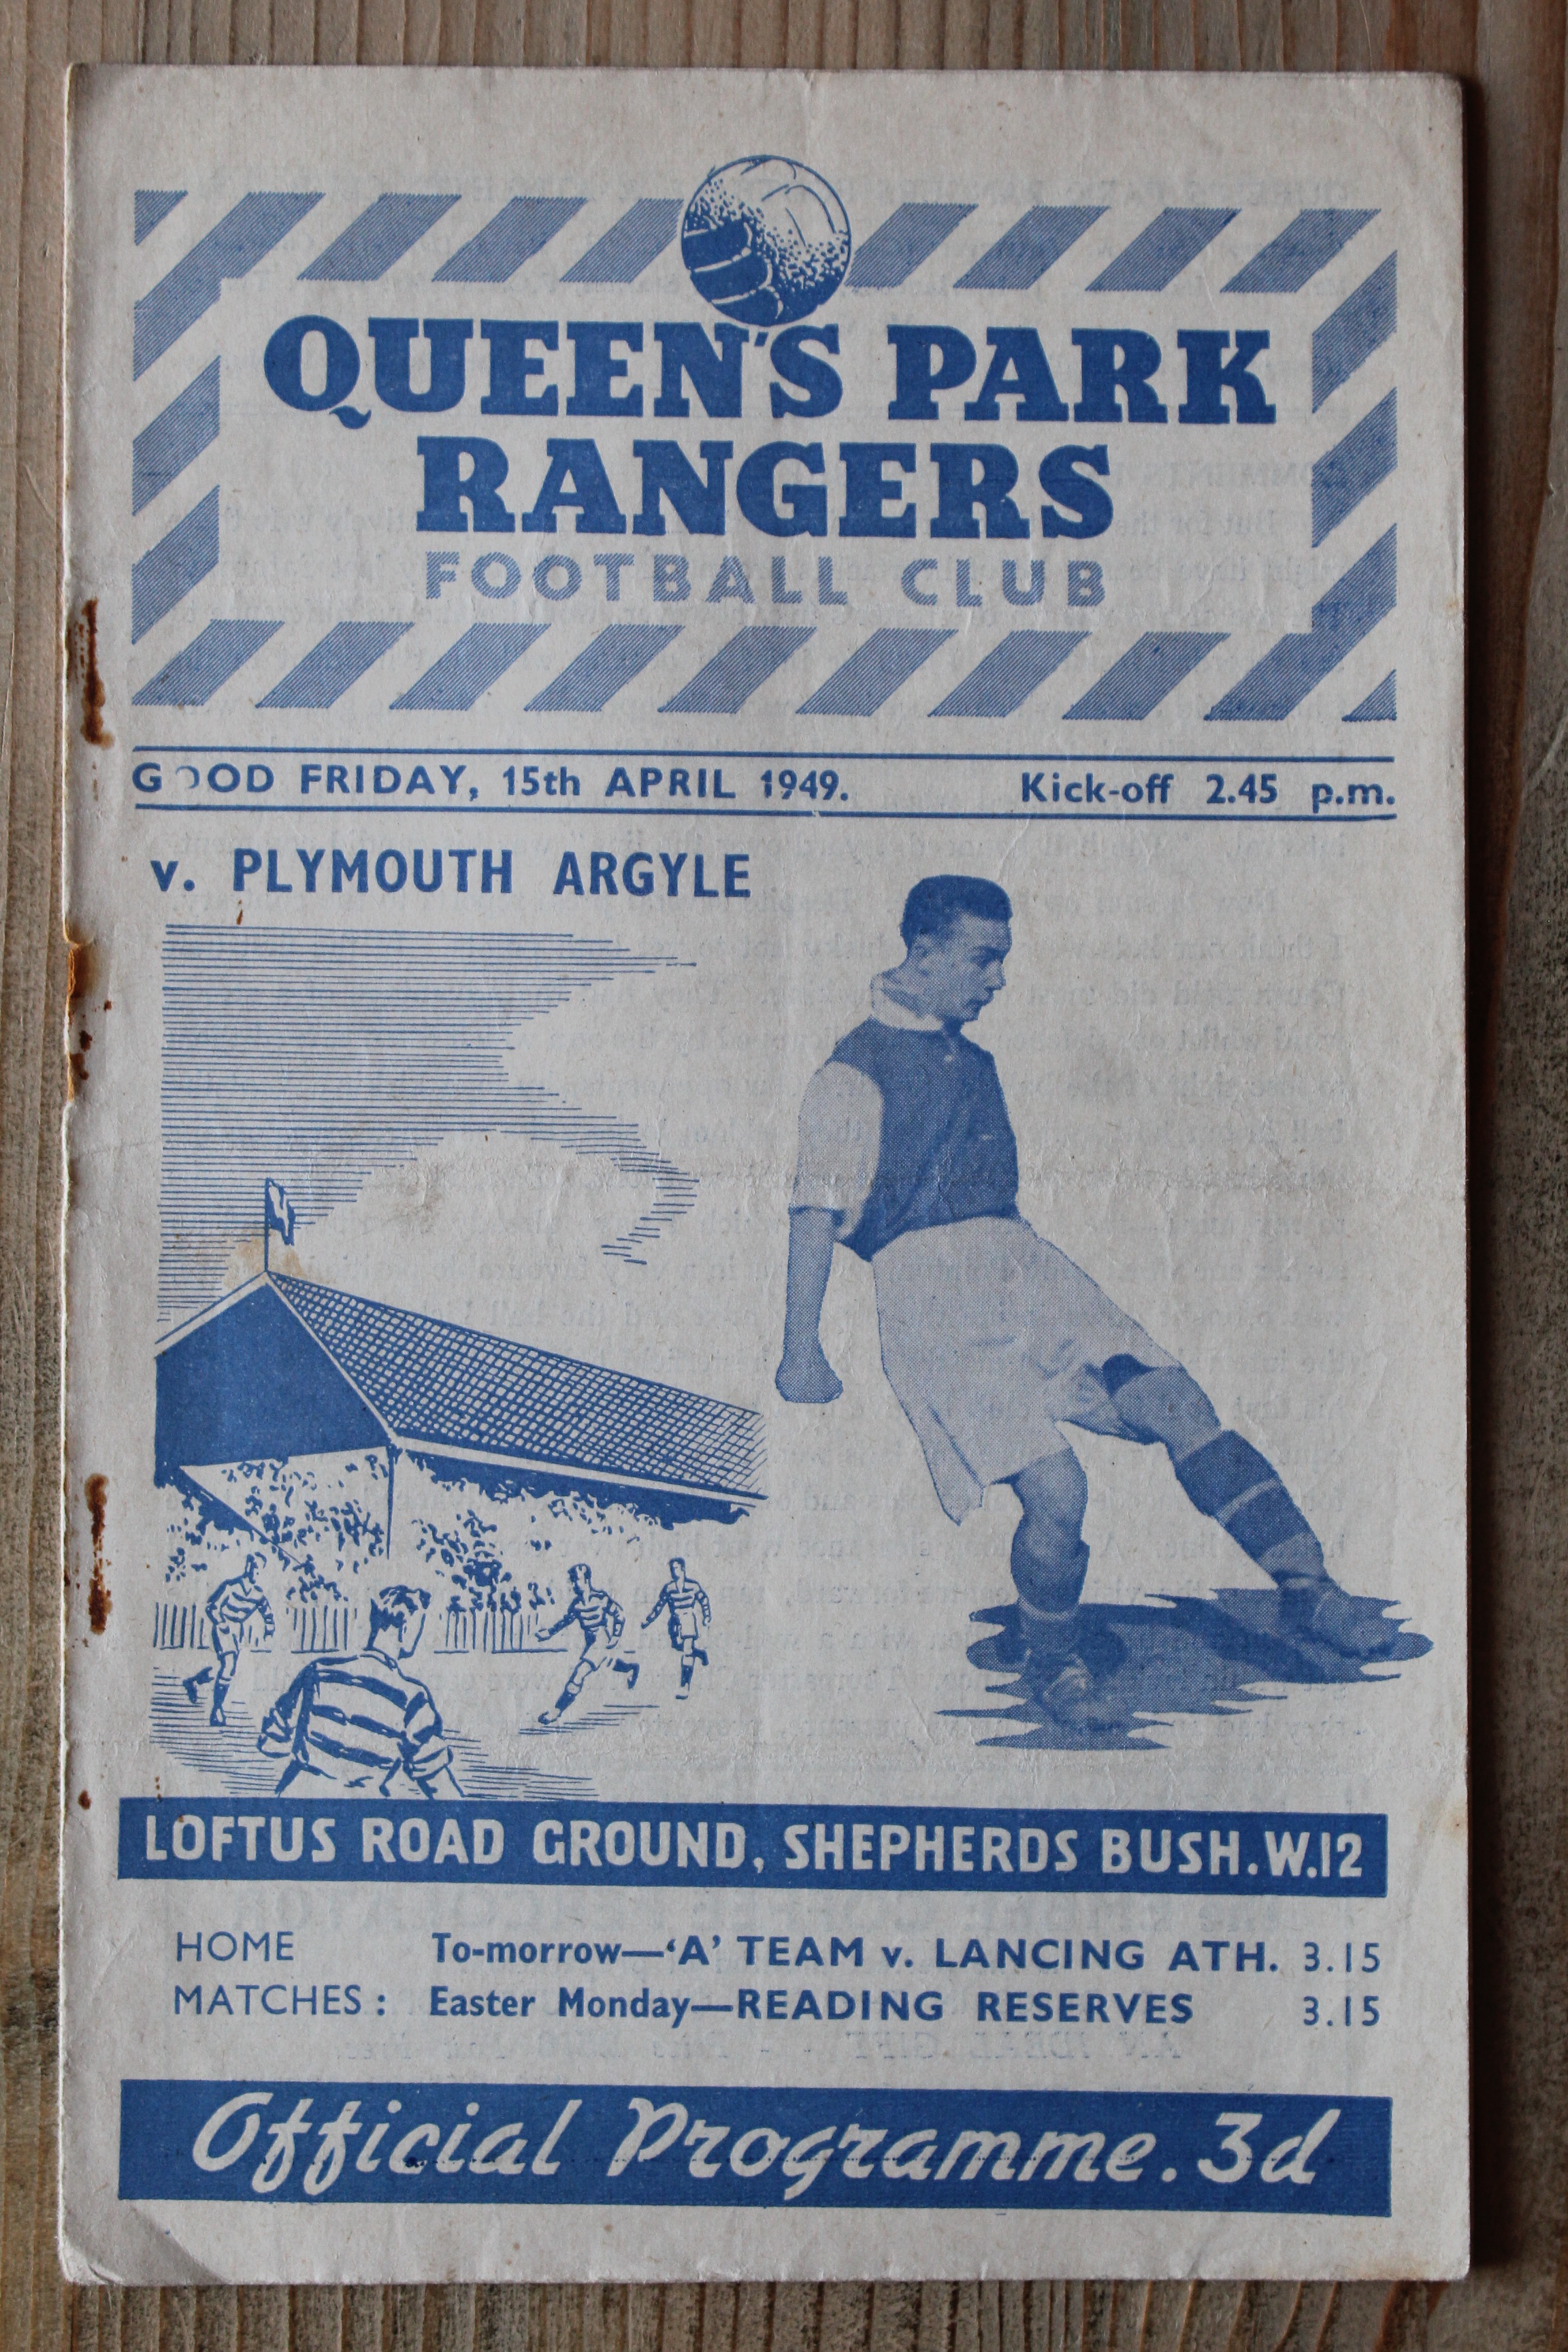 QUEEN'S PARK
RANGERS
FOOTBALL CLUB
GOOD FRIDAY, 15th APRIL 1949. Kick-off 2.45 p.m.
v. PLYMOUTH ARGYLE
LOFTUS ROAD GROUND, SHEPHERDS BUSH. W.12
HOME To-morrow—'A' TEAM v. LANCING ATH. 3.15
MATCHES: Easter Monday—READING RESERVES 3.15
Official Programme. 3d